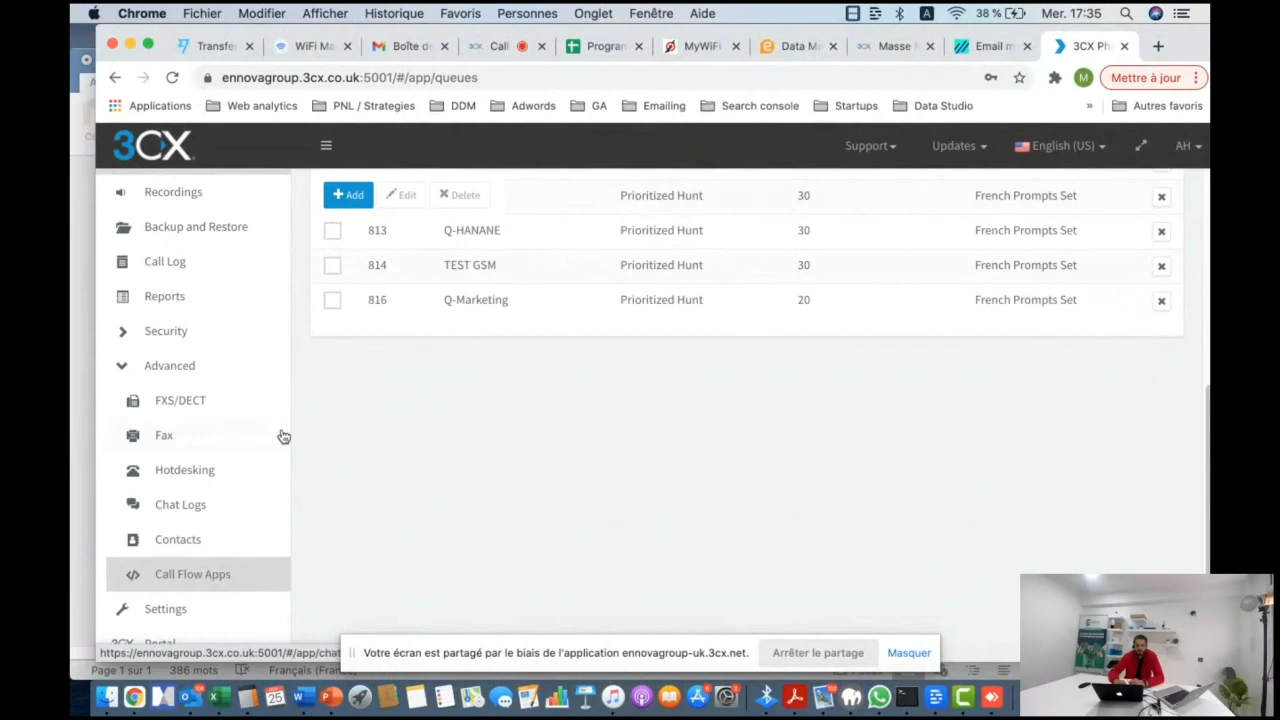 Chrome Fichier Modifier Afficher Historique Favoris Personnes Onglet Fenêtre Aide A 38 % Mer. 17:35
Transfe WiFi Ma Boîte de Call Progran MyWiFi Data Ma Masse M Email m 3CX Ph
ennovagroup.3cx.co.uk:5001/#/app/queues M Mettre à jour
Applications Web analytics PNL / Strategies DDM Adwords GA Emailing Search console Startups Data Studio » Autres favoris
3CX Support Updates English (US) AH
Recordings
Backup and Restore
Call Log
Reports
Security
Advanced
FXS/DECT
Fax
Hotdesking
Chat Logs
Contacts
Call Flow Apps
Settings
+ Add Edit Delete Prioritized Hunt 30 French Prompts Set
813 Q-HANANE Prioritized Hunt 30 French Prompts Set
814 TEST GSM Prioritized Hunt 30 French Prompts Set
816 Q-Marketing Prioritized Hunt 20 French Prompts Set
https://ennovagroup.3cx.co.uk:5001/#/app/chat
Votre écran est partagé par le biais de l'application ennovagroup-uk.3cx.net. Arrêter le partage Masquer
Page 1 sur 1 386 mots Français (Franc
25